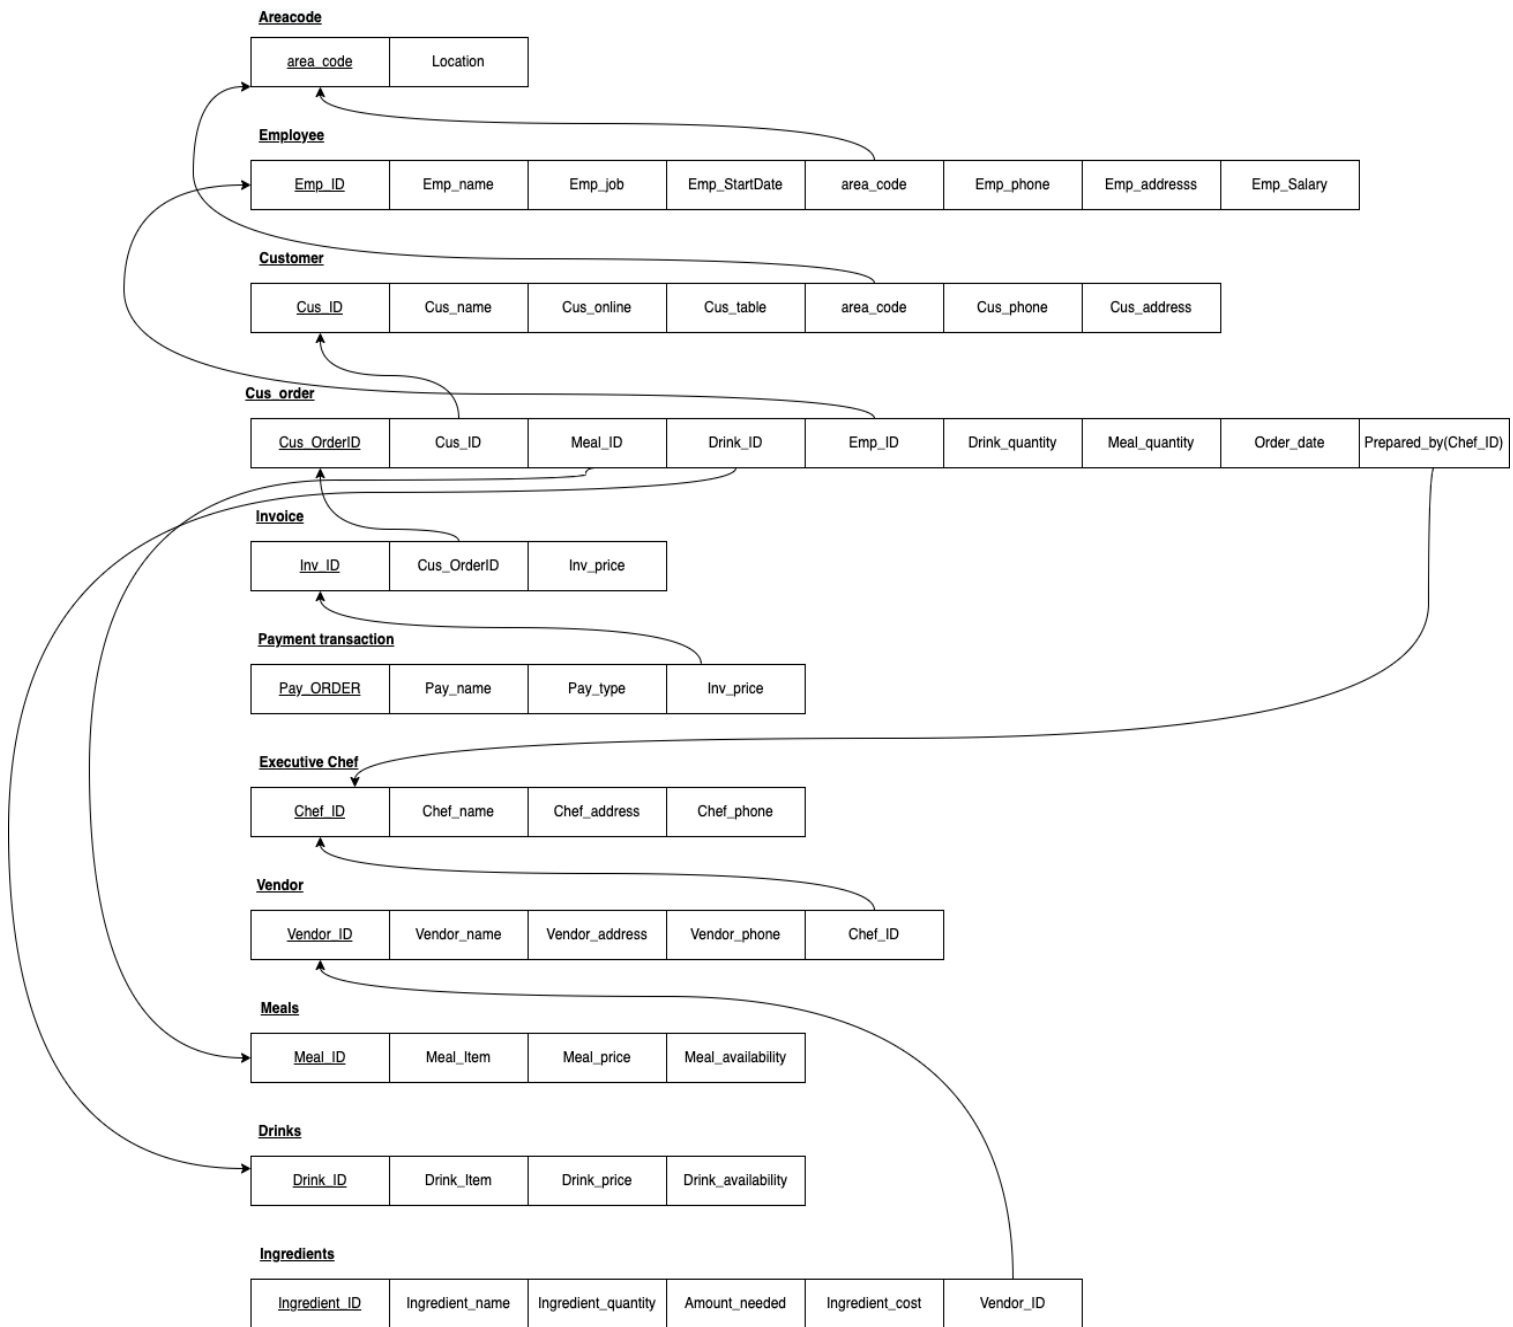 Areacode
area_code Location
Employee
Emp_ID Emp_name Emp_job Emp_StartDate area_code Emp_phone Emp_addresss Emp_Salary
Customer
Cus_ID Cus_name Cus_online Cus_table area_code Cus_phone Cus_address
Cus_order
Cus_OrderID Cus_ID Meal_ID Drink_ID Emp_ID Drink_quantity Meal_quantity Order_date Prepared_by(Chef_ID)
Invoice
Inv_ID Cus_OrderID Inv_price
Payment transaction
Pay_ORDER Pay_name Pay_type Inv_price
Executive Chef
Chef_ID Chef_name Chef_address Chef_phone
Vendor
Vendor_ID Vendor_name Vendor_address Vendor_phone Chef_ID
Meals
Meal_ID Meal_Item Meal_price Meal_availability
Drinks
Drink_ID Drink_Item Drink_price Drink_availability
Ingredients
Ingredient_ID Ingredient_name Ingredient_quantity Amount_needed Ingredient_cost Vendor_ID